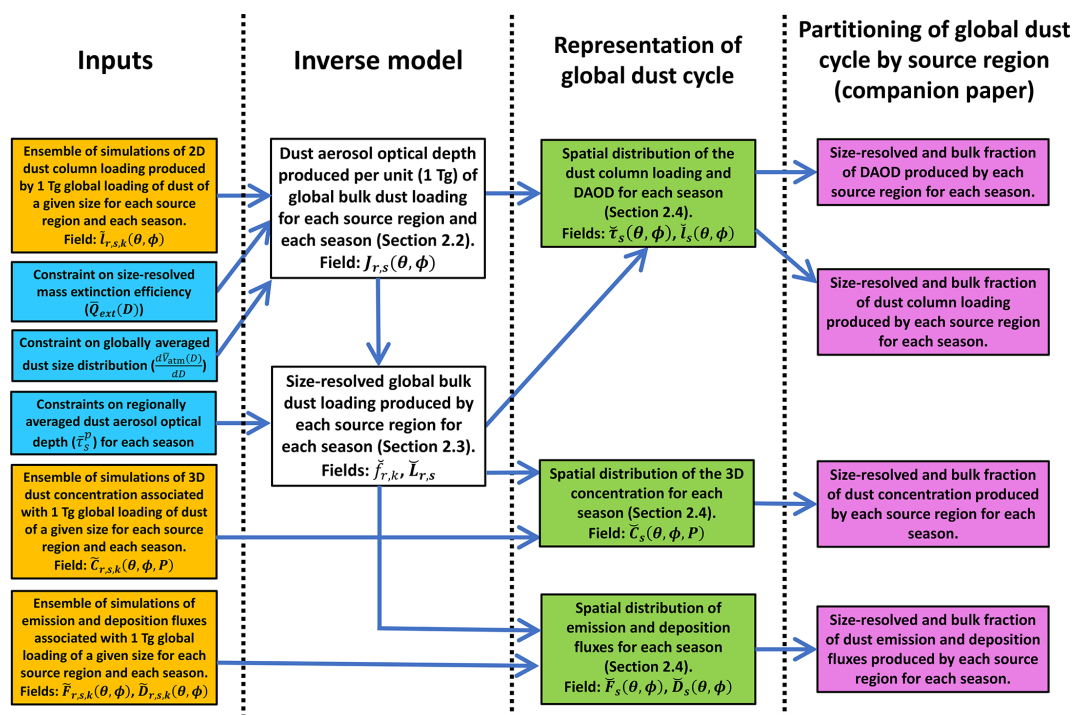 Inputs
Inverse model
Representation of
global dust cycle
Partitioning of global dust
cycle by source region
(companion paper)
Ensemble of simulations of 2D
dust column loading produced
by 1 Tg global loading of dust of
a given size for each source
region and each season.
Field: l̃_{r,s,k}(θ, ϕ)
Constraint on size-resolved
mass extinction efficiency
(Q̅_{ext}(D))
Constraint on globally averaged
dust size distribution (dV̅_{atm}(D)/dD)
Constraints on regionally
averaged dust aerosol optical
depth (τ̅_s^p) for each season
Ensemble of simulations of 3D
dust concentration associated
with 1 Tg global loading of dust
of a given size for each source
region and each season.
Field: C̃_{r,s,k}(θ, ϕ, P)
Ensemble of simulations of
emission and deposition fluxes
associated with 1 Tg global
loading of a given size for each
source region and each season.
Fields: F̃_{r,s,k}(θ, ϕ), D̃_{r,s,k}(θ, ϕ)
Dust aerosol optical depth
produced per unit (1 Tg) of
global bulk dust loading
for each source region and
each season (Section 2.2).
Field: J_{r,s}(θ, ϕ)
Size-resolved global bulk
dust loading produced by
each source region for
each season (Section 2.3).
Fields: f̆_{r,k}, L̆_{r,s}
Spatial distribution of the
dust column loading and
DAOD for each season
(Section 2.4).
Fields: τ̆_s(θ, ϕ), l̆_s(θ, ϕ)
Spatial distribution of the 3D
concentration for each
season (Section 2.4).
Field: C̆_s(θ, ϕ, P)
Spatial distribution of
emission and deposition
fluxes for each season
(Section 2.4).
Field: F̆_s(θ, ϕ), D̆_s(θ, ϕ)
Size-resolved and bulk fraction
of DAOD produced by each
source region for each season.
Size-resolved and bulk fraction
of dust column loading
produced by each source region
for each season.
Size-resolved and bulk fraction
of dust concentration produced
by each source region for each
season.
Size-resolved and bulk fraction
of dust emission and deposition
fluxes produced by each source
region for each season.